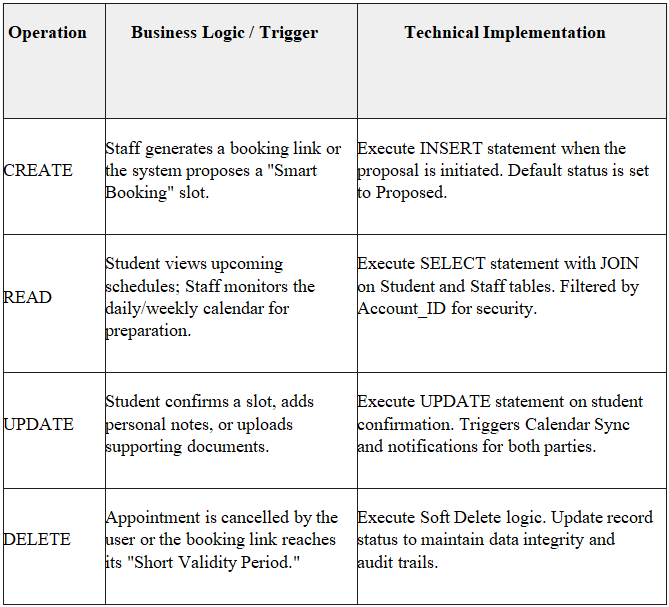 Operation
Business Logic / Trigger
Technical Implementation
CREATE
Staff generates a booking link or
the system proposes a "Smart
Booking" slot.
Execute INSERT statement when the
proposal is initiated. Default status is
set to Proposed.
READ
Student views upcoming
schedules; Staff monitors the
daily/weekly calendar for
preparation.
Execute SELECT statement with JOIN
on Student and Staff tables. Filtered by
Account_ID for security.
UPDATE
Student confirms a slot, adds
personal notes, or uploads
supporting documents.
Execute UPDATE statement on student
confirmation. Triggers Calendar Sync
and notifications for both parties.
DELETE
Appointment is cancelled by the
user or the booking link reaches
its "Short Validity Period."
Execute Soft Delete logic. Update record
status to maintain data integrity and
audit trails.